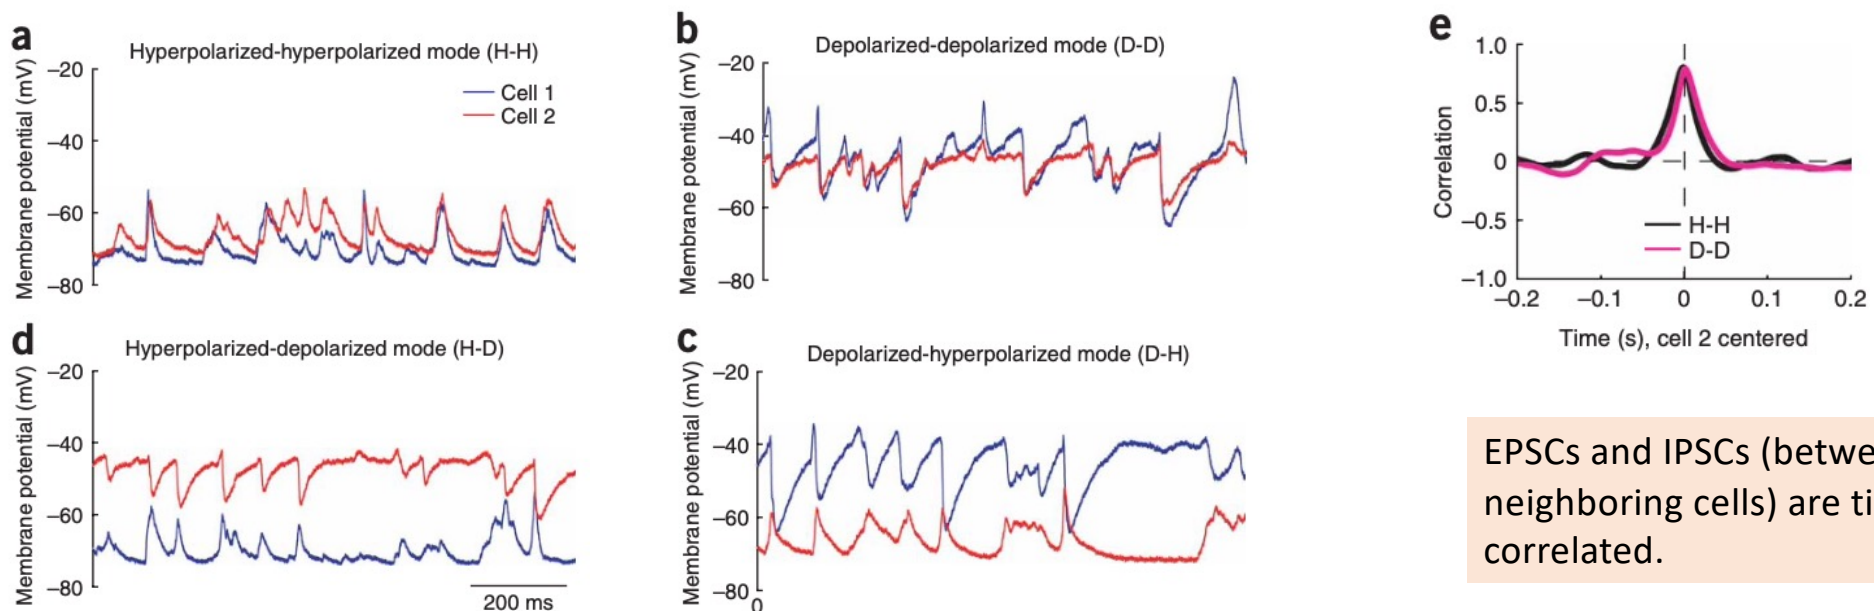 a
Hyperpolarized-hyperpolarized mode (H-H)
Membrane potential (mV)
–20
–40
–60
–80
Cell 1
Cell 2
b
Depolarized-depolarized mode (D-D)
Membrane potential (mV)
–20
–40
–60
–80
e
Correlation
1.0
0.5
0
–0.5
–1.0
H-H
D-D
–0.2 –0.1 0 0.1 0.2
Time (s), cell 2 centered
d
Hyperpolarized-depolarized mode (H-D)
Membrane potential (mV)
–20
–40
–60
–80
200 ms
c
Depolarized-hyperpolarized mode (D-H)
Membrane potential (mV)
–20
–40
–60
–80
0
EPSCs and IPSCs
neighboring cells) are
correlated.